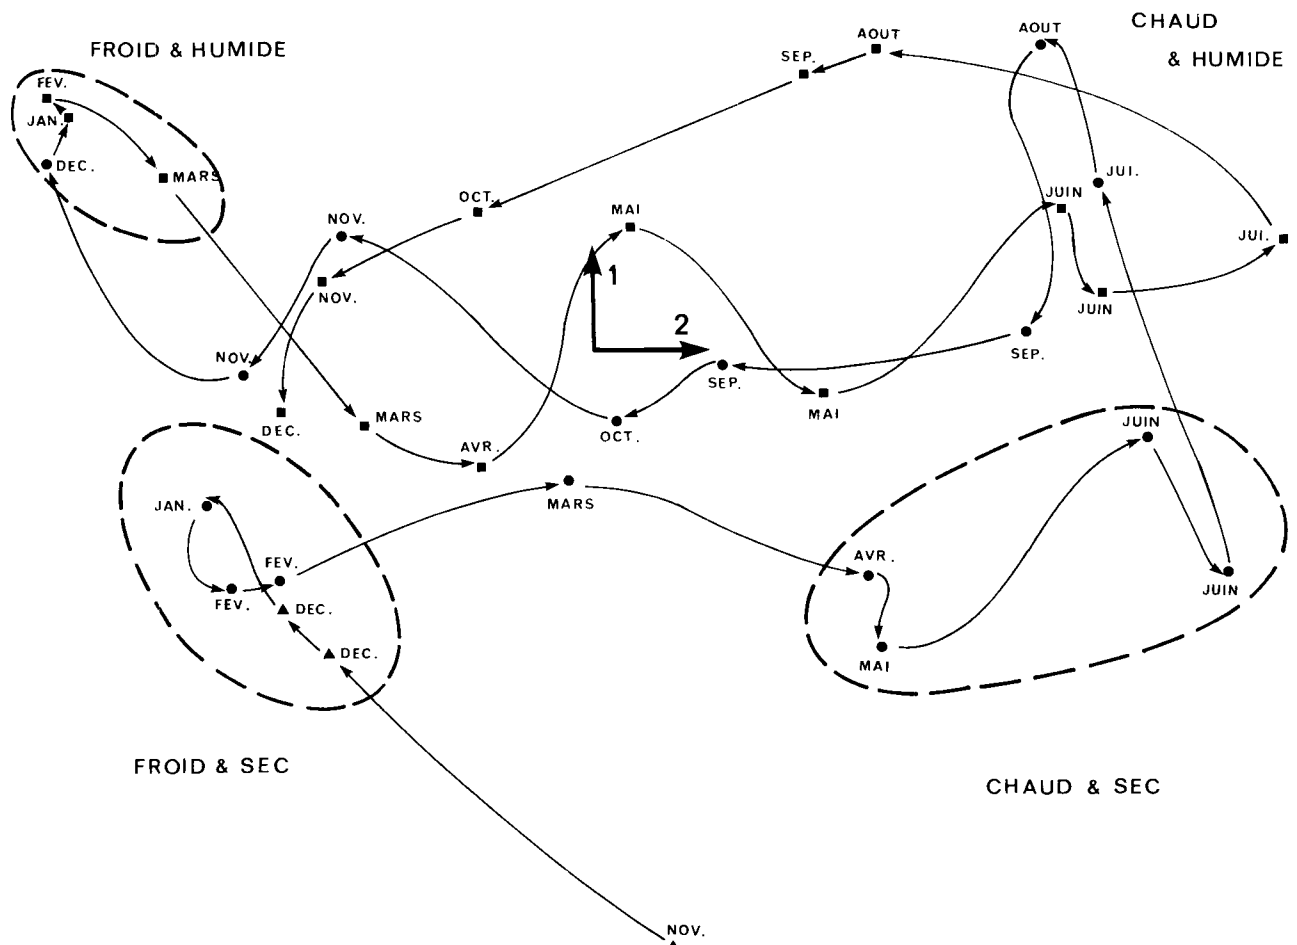 CHAUD
& HUMIDE
FROID & HUMIDE
AOUT
AOUT
SEP.
FEV.
JAN.
DEC.
MARS
JUI.
JUIN
OCT.
MAI
NOV.
JUI.
1
NOV.
JUIN
2
SEP.
NOV.
SEP.
MAI
MARS
DEC.
OCT.
JUIN
AVR.
MARS
JAN.
AVR.
FEV.
FEV.
DEC.
JUIN
DEC.
MAI
FROID & SEC
CHAUD & SEC
NOV.